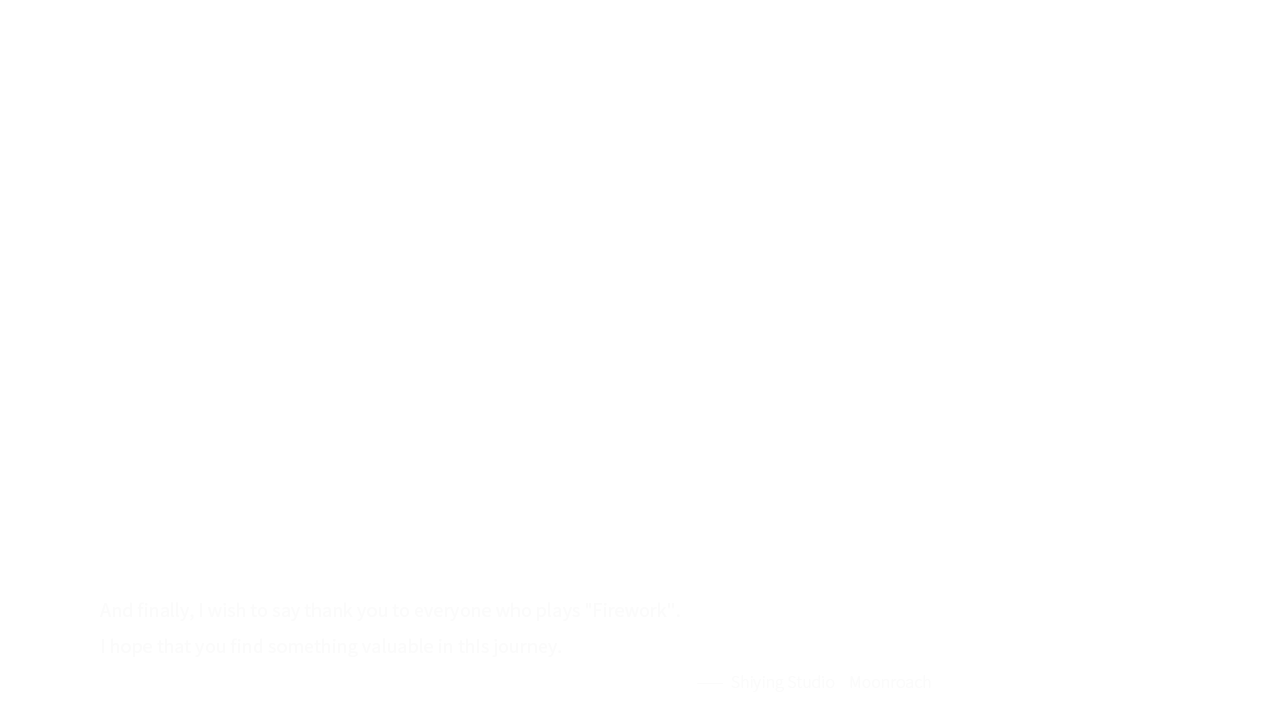 And finally, I wish to say thank you to everyone who plays "Firework".
I hope that you find something valuable in this journey.
—— Shiying Studio